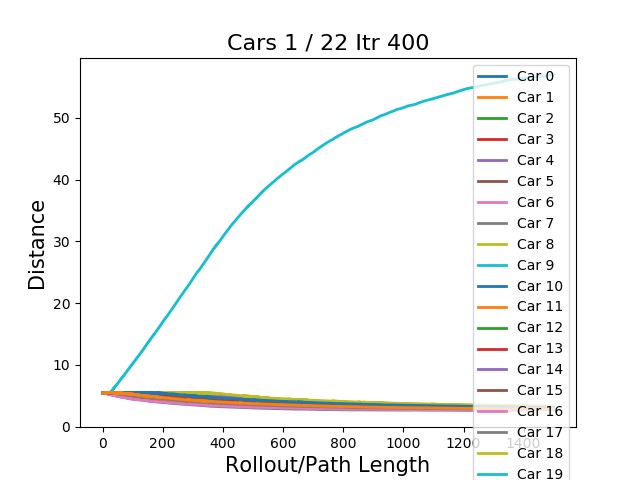 Cars 1 / 22 Itr 400
Distance
50
40
30
20
10
0
0
200
400
600
800
1000
1200
1400
Rollout/Path Length
Car 0
Car 1
Car 2
Car 3
Car 4
Car 5
Car 6
Car 7
Car 8
Car 9
Car 10
Car 11
Car 12
Car 13
Car 14
Car 15
Car 16
Car 17
Car 18
Car 19